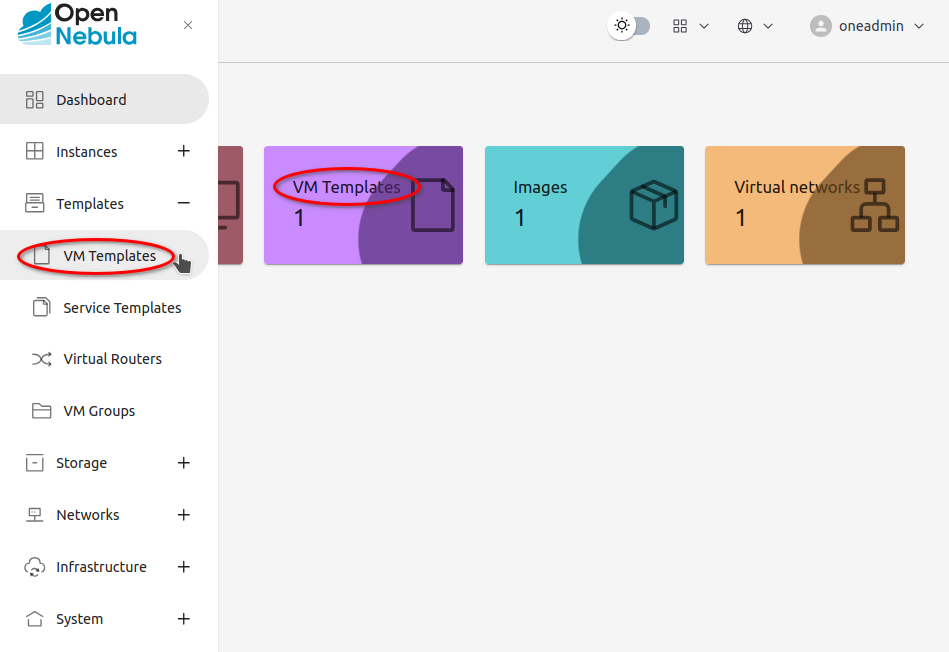 Open
Nebula
oneadmin
Dashboard
Instances
Templates
VM Templates
Service Templates
Virtual Routers
VM Groups
Storage
Networks
Infrastructure
System
VM Templates
1
Images
1
Virtual networks
1